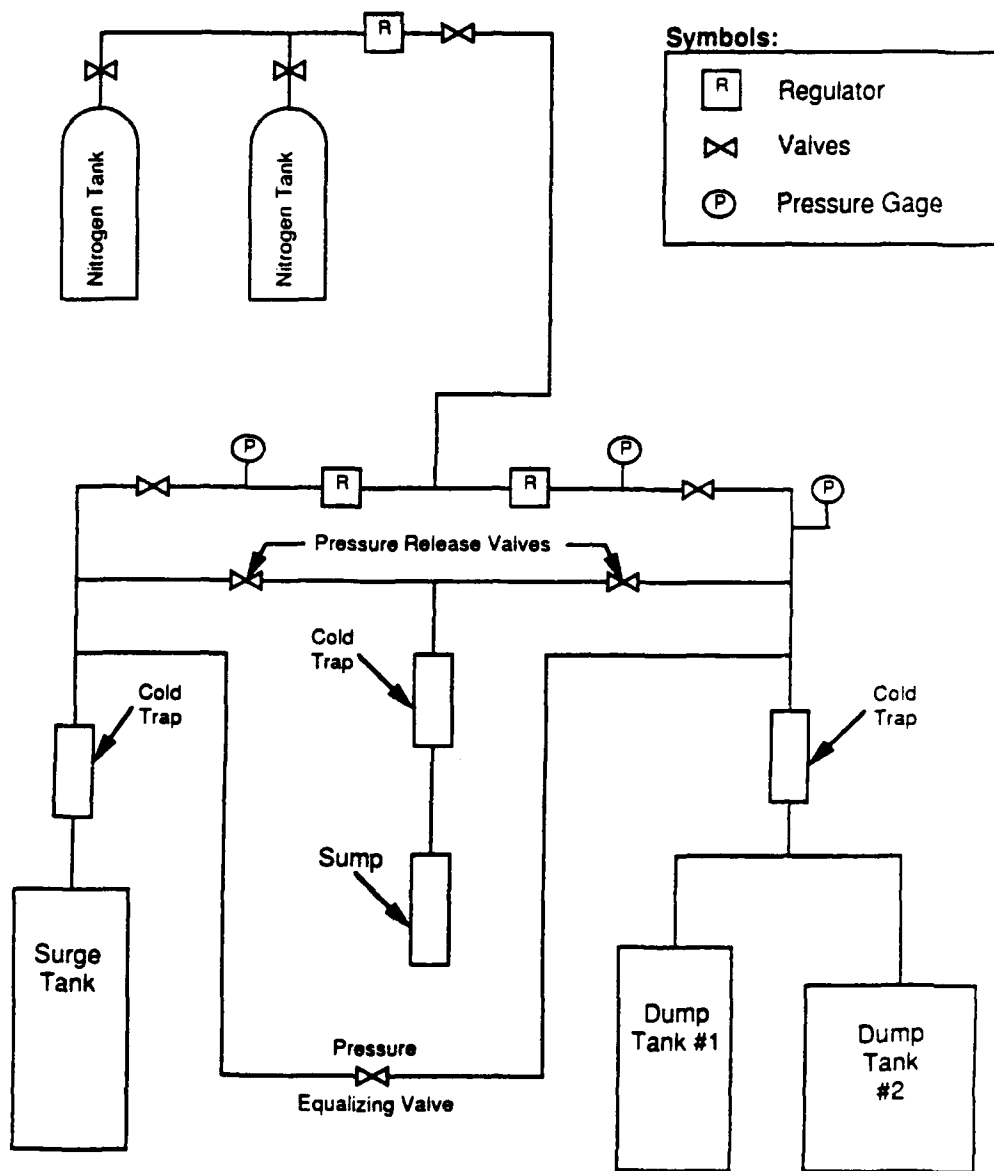 R
Symbols:
R Regulator
Valves
P Pressure Gage
Nitrogen Tank
Nitrogen Tank
P
P
R
R
P
Pressure Release Valves
Cold
Trap
Cold
Trap
Cold
Trap
Sump
Surge
Tank
Dump
Tank #1
Dump
Tank
#2
Pressure
Equalizing Valve